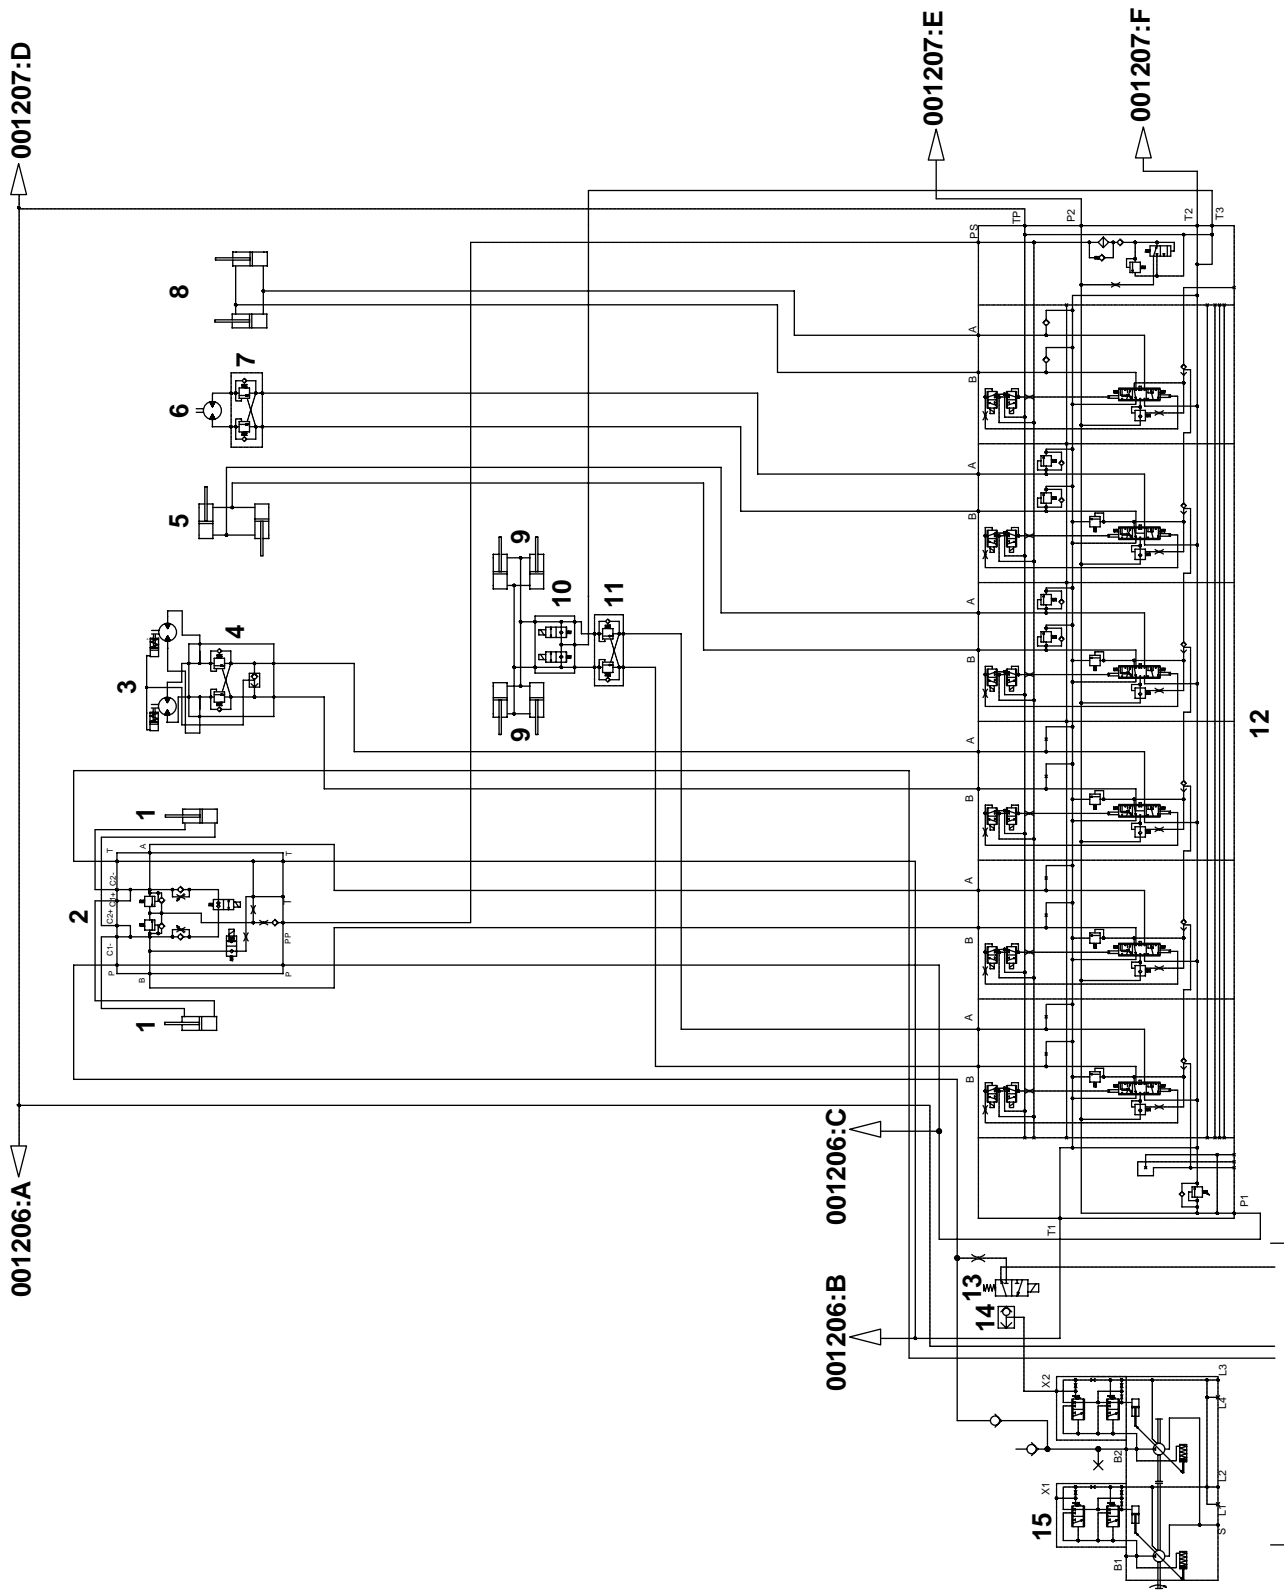 001206:A
001207:D
2
P
C1-
C2+
C1+
C2-
T
3
B
A
1
1
5
6
8
4
7
P
PP
T
T
9
9
10
11
001206:B
001206:C
001207:E
B
A
B
A
B
A
B
A
B
A
B
A
PS
14
13
TP
15
X1
X2
T1
P2
B1
B2
001207:F
T2
T3
S
L1
L2
L4
L3
P1
12